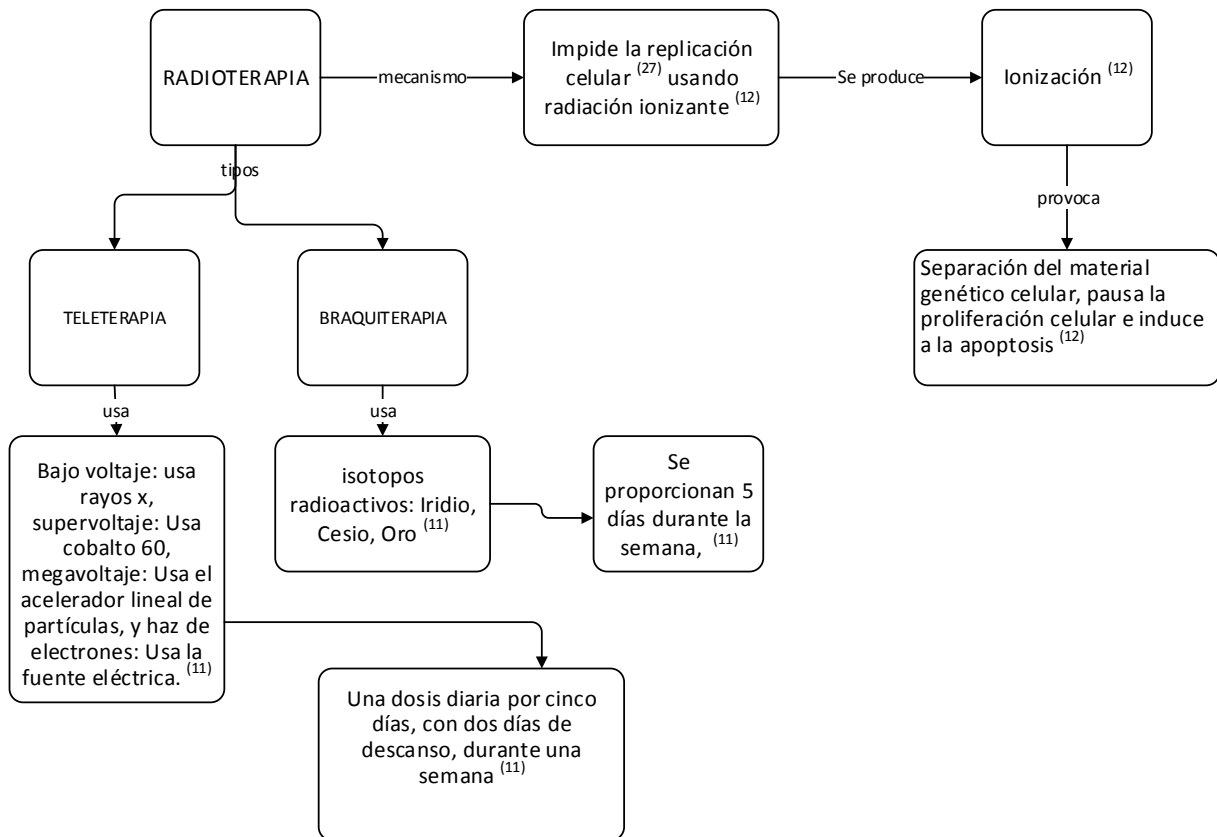 RADIOTERAPIA
mecanismo
Impide la replicación
celular (27) usando
radiación ionizante (12)
Se produce
Ionización (12)
provoca
Separación del material
genético celular, pausa la
proliferación celular e induce
a la apoptosis (12)
tipos
TELETERAPIA
BRAQUITERAPIA
usa
Bajo voltaje: usa
rayos x,
supervoltaje: Usa
cobalto 60,
megavoltaje: Usa el
acelerador lineal de
partículas, y haz de
electrones: Usa la
fuente eléctrica. (11)
usa
isotopos
radioactivos: Iridio,
Cesio, Oro (11)
Se
proporcionan 5
días durante la
semana, (11)
Una dosis diaria por cinco
días, con dos días de
descanso, durante una
semana (11)